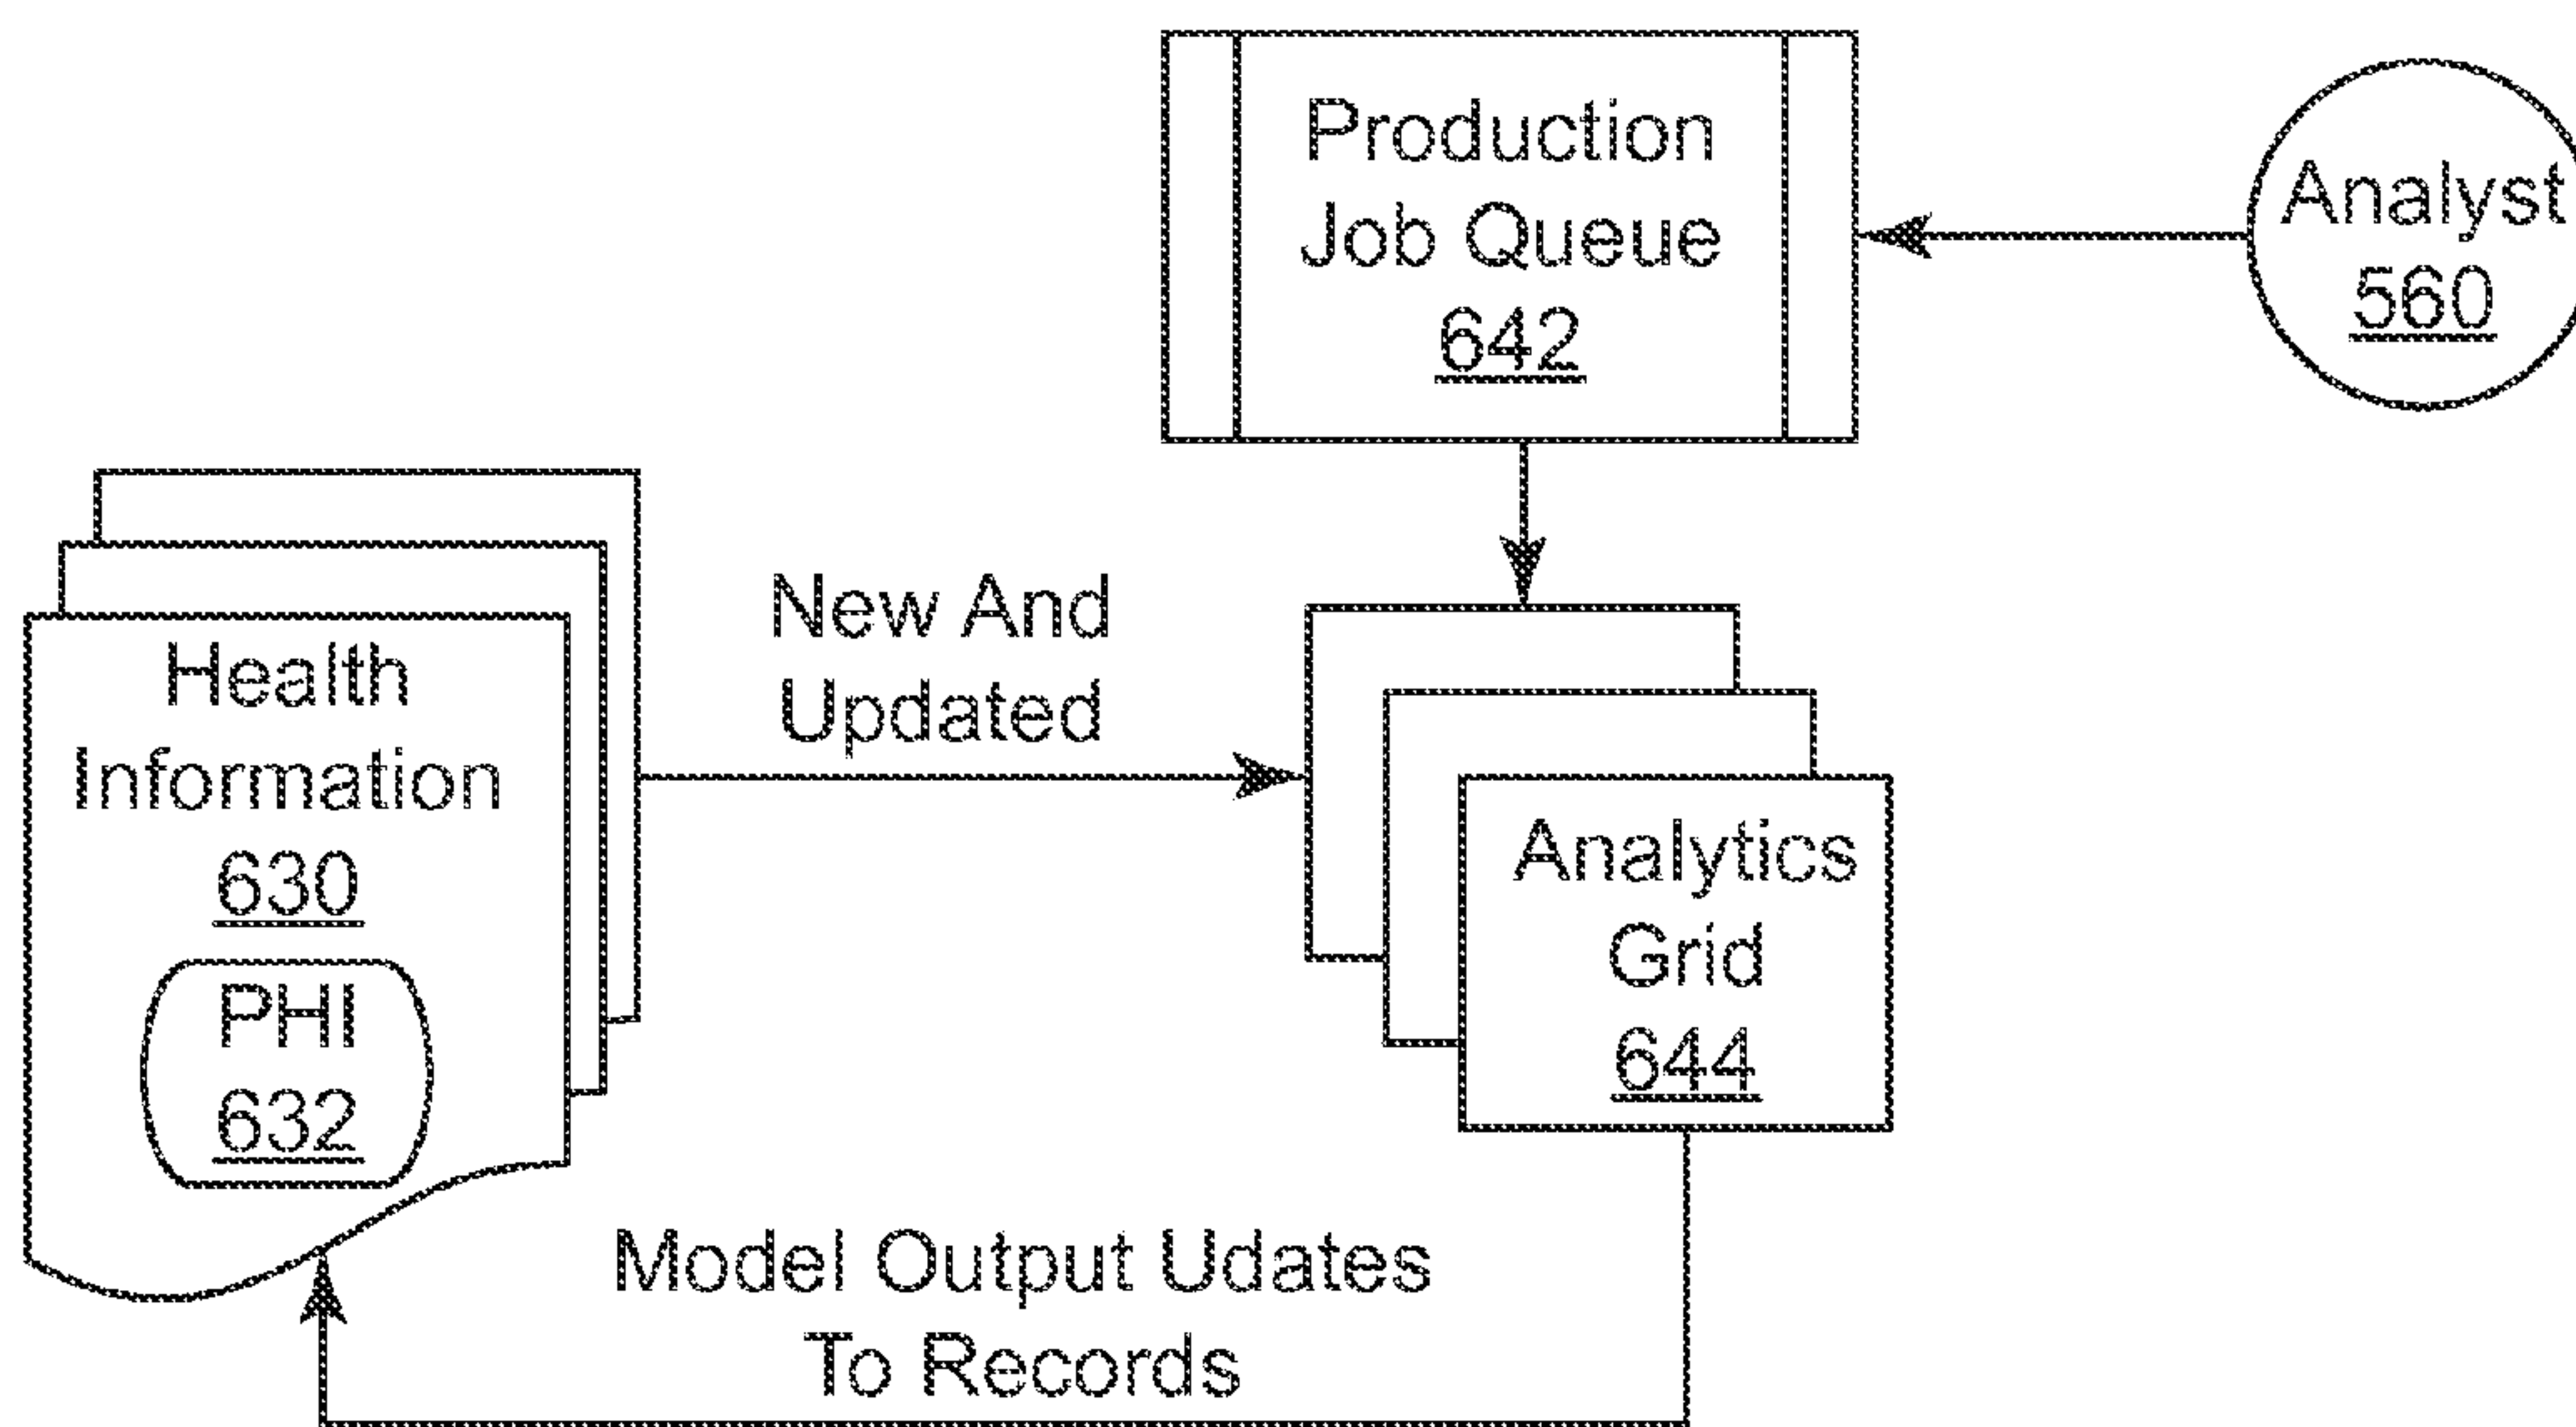 Production
Job Queue
642
Analyst
560
New And
Updated
Health
Information
630
PHI
632
Analytics
Grid
644
Model Output Udates
To Records